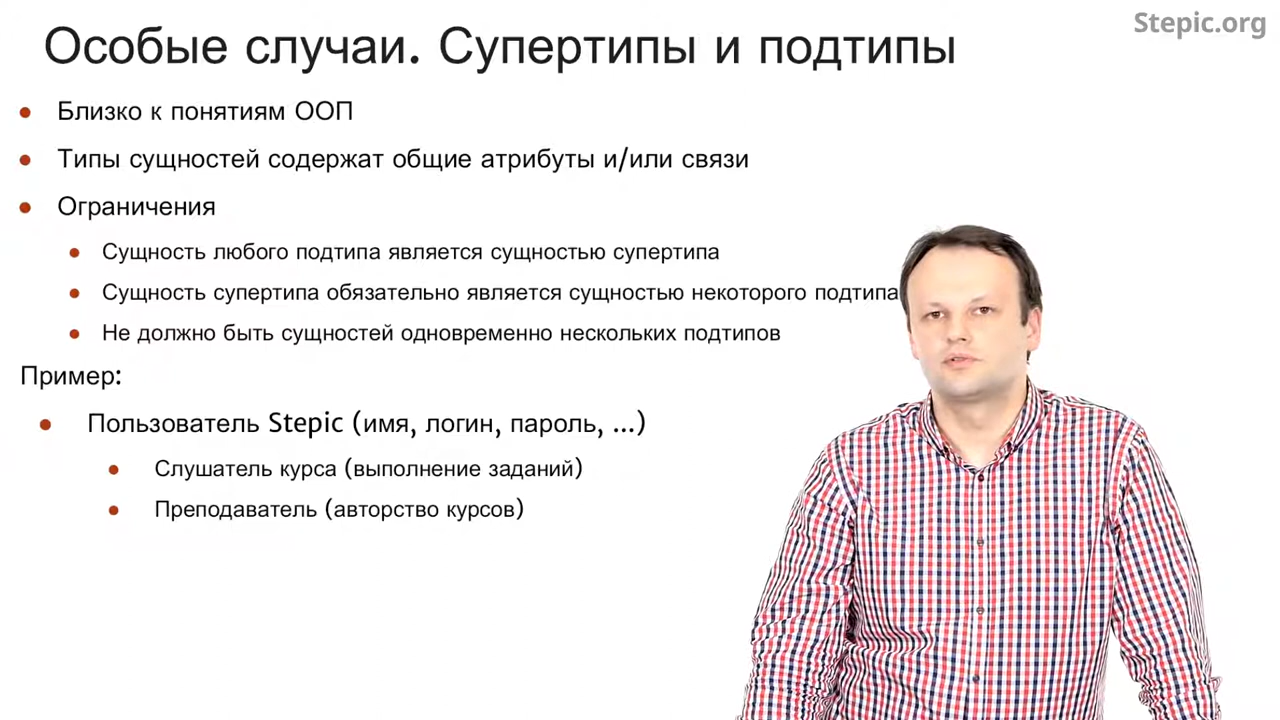 Stepic.org
Особые случаи. Супертипы и подтипы
Близко к понятиям ООП
Типы сущностей содержат общие атрибуты и/или связи
Ограничения
Сущность любого подтипа является сущностью супертипа
Сущность супертипа обязательно является сущностью некоторого подтипа
Не должно быть сущностей одновременно нескольких подтипов
Пример:
Пользователь Stepic (имя, логин, пароль, ...)
Слушатель курса (выполнение заданий)
Преподаватель (авторство курсов)